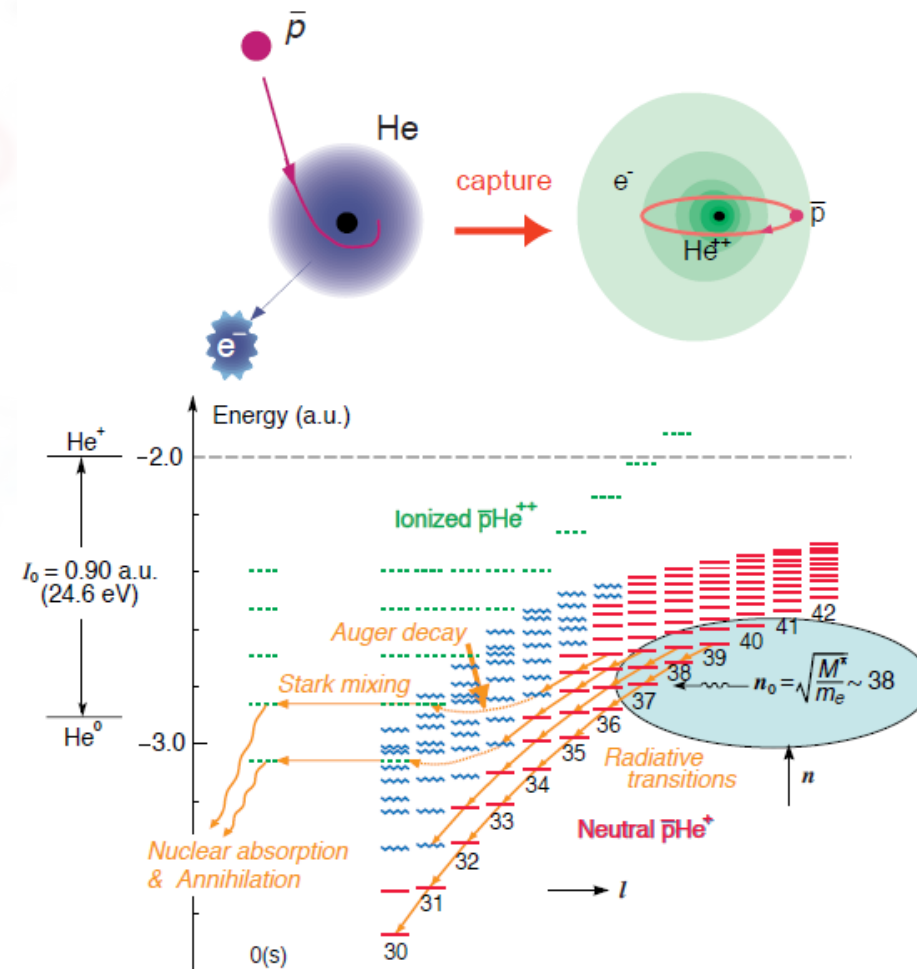 p̄
He
capture
e⁻
p̄
He⁺⁺
e⁻
Energy (a.u.)
He⁺
−2.0
Ionized p̄He⁺⁺
I₀ = 0.90 a.u.
(24.6 eV)
Auger decay
Stark mixing
He⁰
−3.0
42
41
40
39
38
37
36
35
34
33
32
31
30
n₀ = √(M*/mₑ) ~ 38
Radiative
transitions
n
Neutral p̄He⁺
Nuclear absorption
& Annihilation
l
0(s)